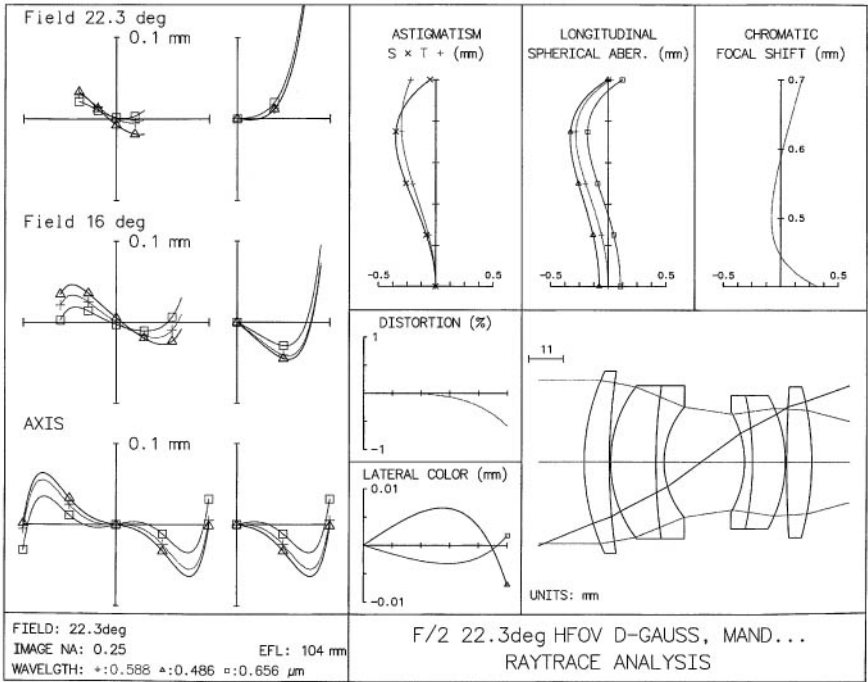 Field 22.3 deg
0.1 mm
Field 16 deg
0.1 mm
AXIS
0.1 mm
ASTIGMATISM
S × T + (mm)
-0.5
0.5
LONGITUDINAL
SPHERICAL ABER. (mm)
-0.5
0.5
CHROMATIC
FOCAL SHIFT (mm)
0.7
0.6
0.5
-0.5
0.5
DISTORTION (%)
1
-1
LATERAL COLOR (mm)
0.01
-0.01
11
UNITS: mm
FIELD: 22.3deg
IMAGE NA: 0.25 EFL: 104 mm
WAVELGTH: +:0.588 △:0.486 □:0.656 μm
F/2 22.3deg HFOV D-GAUSS, MAND...
RAYTRACE ANALYSIS